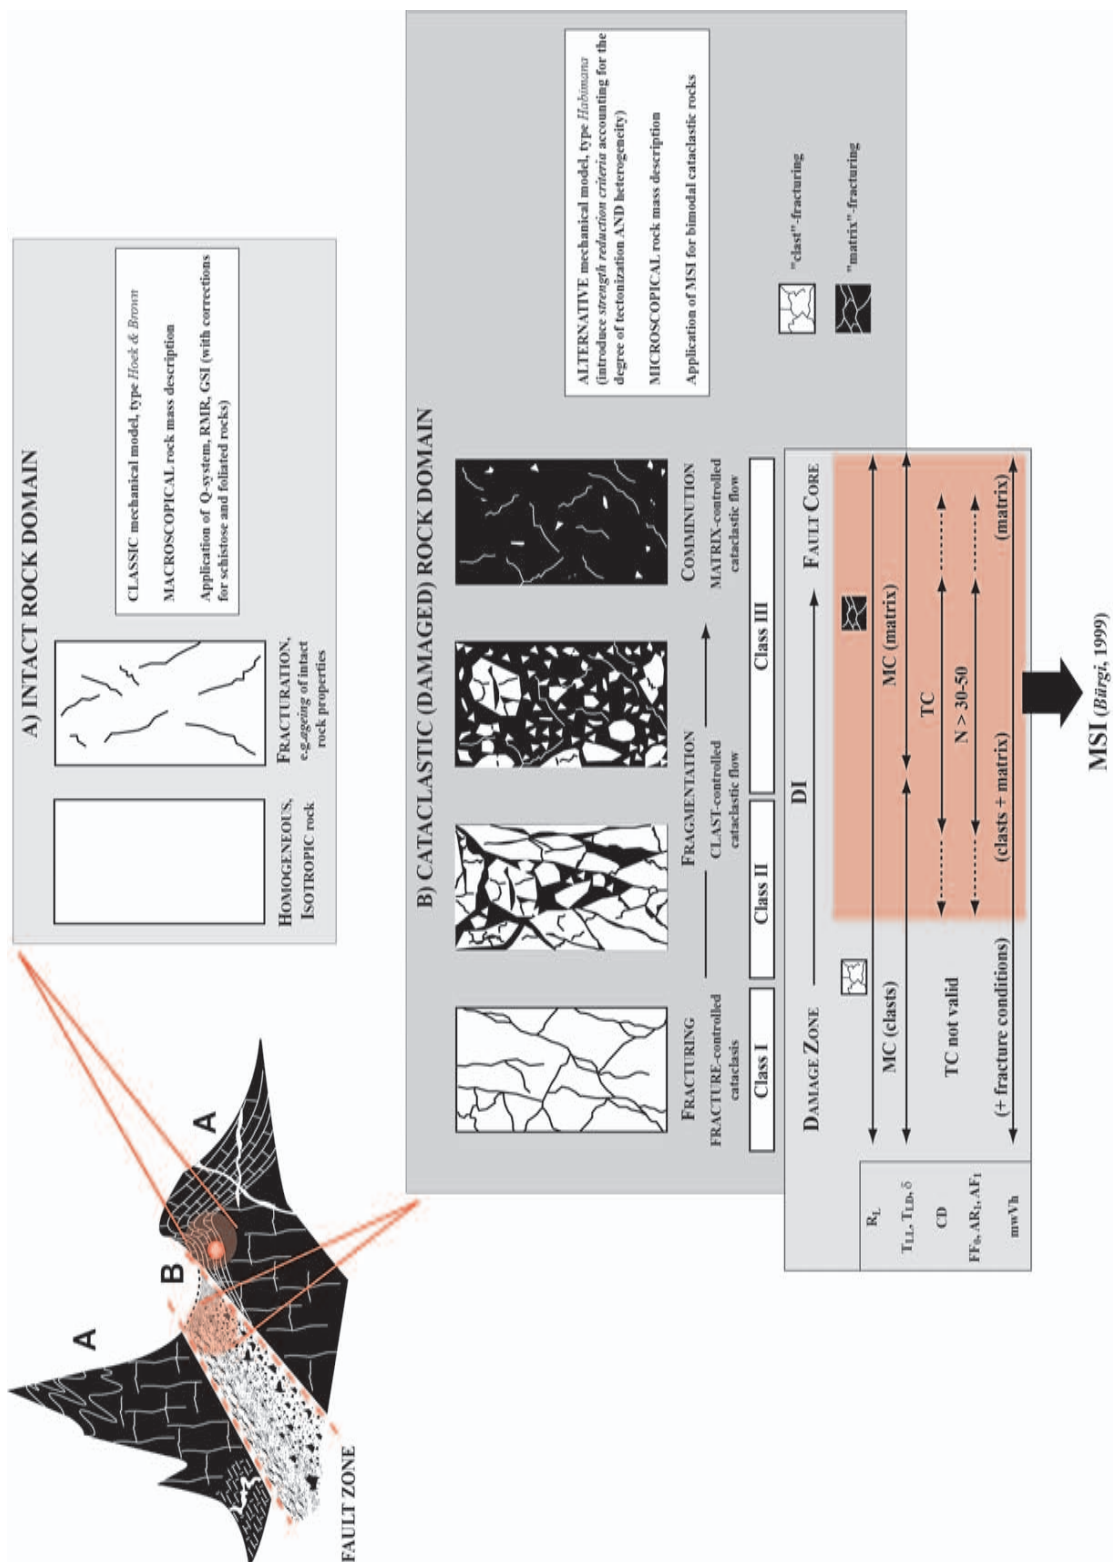 A
B
A
FAULT ZONE
A) INTACT ROCK DOMAIN
HOMOGENEOUS,
ISOTROPIC rock
FRACTURATION,
e.g.ageing of intact
rock properties
CLASSIC mechanical model, type Hoek & Brown
MACROSCOPICAL rock mass description
Application of Q-system, RMR, GSI (with corrections
for schistose and foliated rocks)
B) CATACLASTIC (DAMAGED) ROCK DOMAIN
FRACTURING
FRACTURE-controlled
cataclasis
FRAGMENTATION
CLAST-controlled
cataclastic flow
COMMINUTION
MATRIX-controlled
cataclastic flow
Class I
Class II
Class III
ALTERNATIVE mechanical model, type Habimana
(introduce strength reduction criteria accounting for the
degree of tectonization AND heterogeneity)
MICROSCOPICAL rock mass description
Application of MSI for bimodal cataclastic rocks
"clast"-fracturing
"matrix"-fracturing
DAMAGE ZONE
DI
FAULT CORE
RL
MC (clasts)
MC (matrix)
TLL, TLD, δ
TC not valid
TC
CD
N > 30-50
FF0, AR1, AF1
(+ fracture conditions)
(clasts + matrix)
(matrix)
mwVh
MSI (Bürgi, 1999)